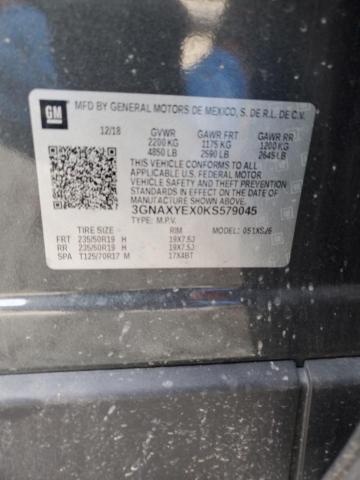 GM
MFD BY GENERAL MOTORS DE MEXICO, S. DE R.L. DE C.V.
12/18 GVWR GAWR FRT GAWR RR
2200 KG 1175 KG 1200 KG
4850 LB 2590 LB 2645 LB
THIS VEHICLE CONFORMS TO ALL
APPLICABLE U.S. FEDERAL MOTOR
VEHICLE SAFETY AND THEFT PREVENTION
STANDARDS IN EFFECT ON THE DATE OF
MANUFACTURE SHOWN ABOVE.
3GNAXYEX0KS579045
TYPE: M.P.V.
TIRE SIZE RIM MODEL: 051XSJ6
FRT 235/50R19 H 19X7.5J
RR 235/50R19 H 19X7.5J
SPA T125/70R17 M 17X4BT